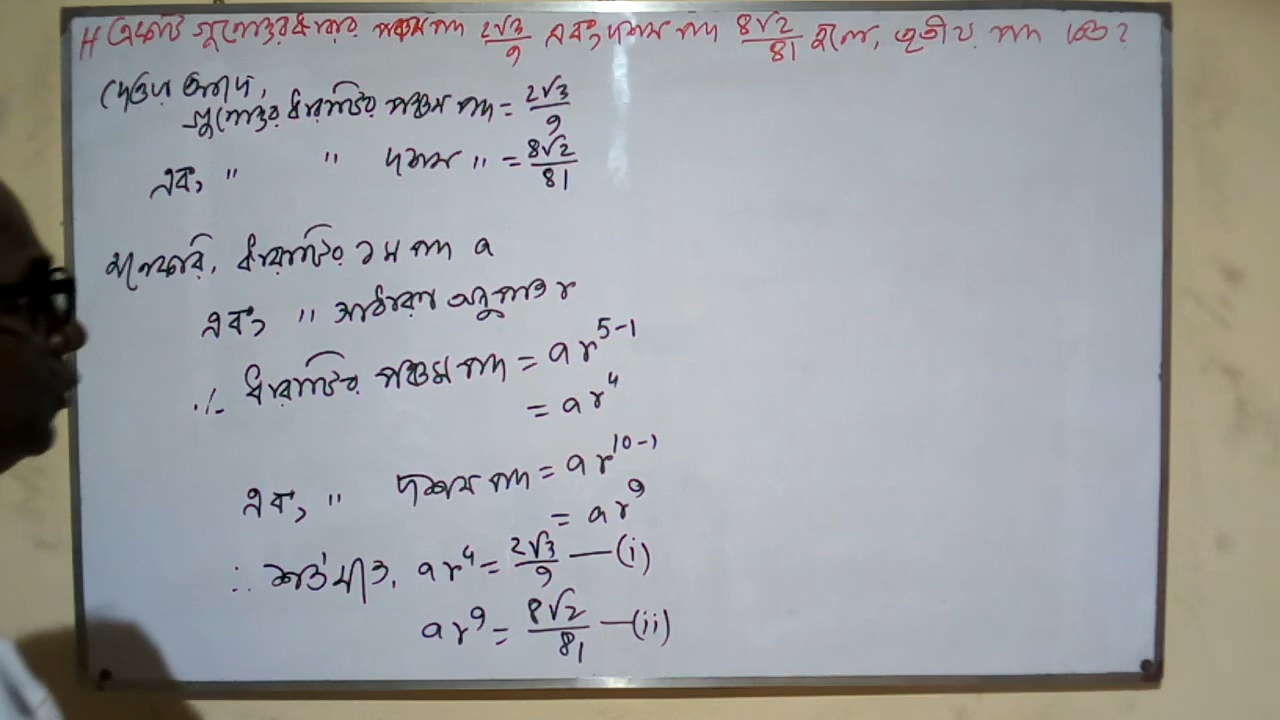 # একটি গুণোত্তর ধারার পঞ্চম পদ 2√3/9 এবং দশম পদ 8√2/81 হলে, তৃতীয় পদ কত?
দেওয়া আছে,
গুণোত্তর ধারাটির পঞ্চম পদ = 2√3/9
এবং " " দশম " = 8√2/81
মনেকরি, ধারাটির ১ম পদ a
এবং " সাধারণ অনুপাত r
∴ ধারাটির পঞ্চম পদ = ar^(5-1)
= ar^4
এবং " দশম পদ = ar^(10-1)
= ar^9
∴ শর্তমতে, ar^4 = 2√3/9 —(i)
ar^9 = 8√2/81 —(ii)